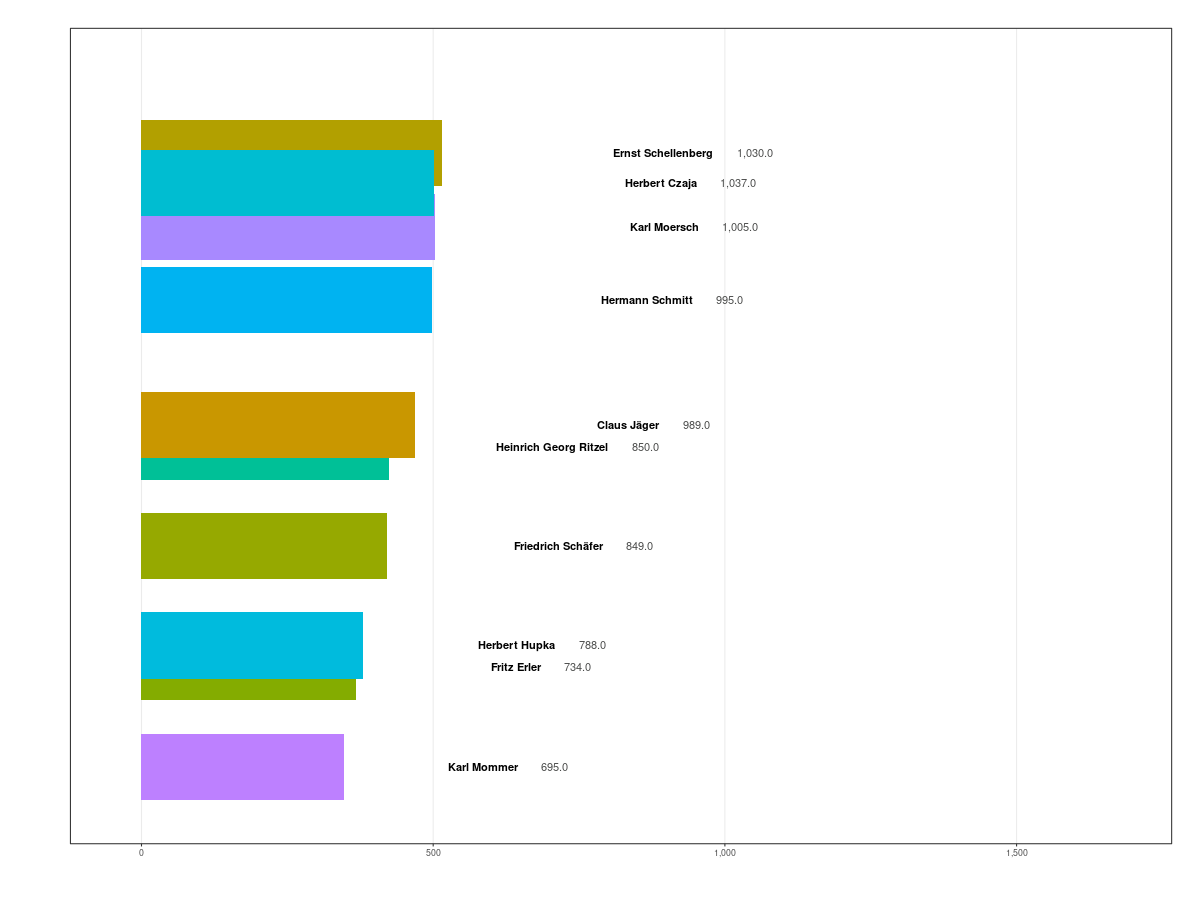 Ernst Schellenberg 1,030.0
Herbert Czaja 1,037.0
Karl Moersch 1,005.0
Hermann Schmitt 995.0
Claus Jäger 989.0
Heinrich Georg Ritzel 850.0
Friedrich Schäfer 849.0
Herbert Hupka 788.0
Fritz Erler 734.0
Karl Mommer 695.0
0 500 1,000 1,500